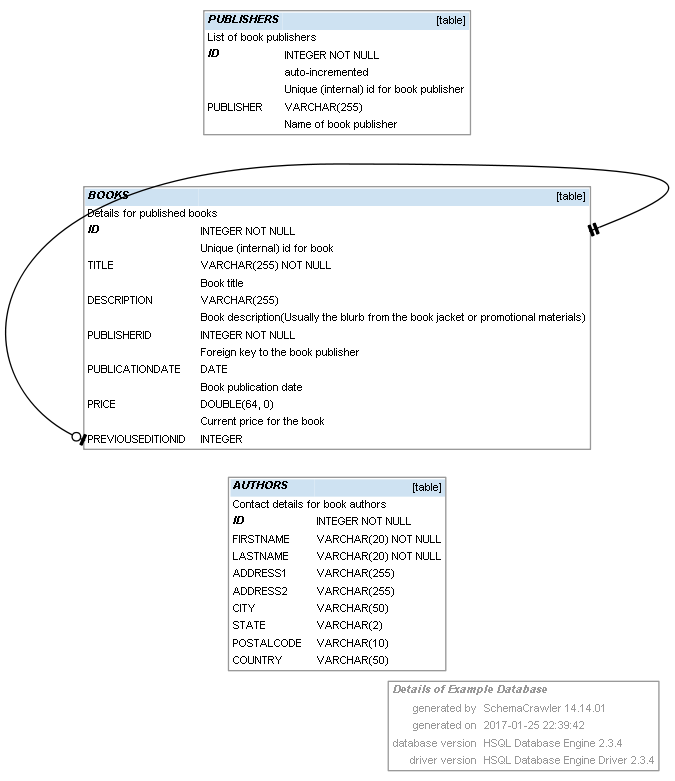 PUBLISHERS [table]
List of book publishers
ID INTEGER NOT NULL
auto-incremented
Unique (internal) id for book publisher
PUBLISHER VARCHAR(255)
Name of book publisher
BOOKS [table]
Details for published books
ID INTEGER NOT NULL
Unique (internal) id for book
TITLE VARCHAR(255) NOT NULL
Book title
DESCRIPTION VARCHAR(255)
Book description(Usually the blurb from the book jacket or promotional materials)
PUBLISHERID INTEGER NOT NULL
Foreign key to the book publisher
PUBLICATIONDATE DATE
Book publication date
PRICE DOUBLE(64, 0)
Current price for the book
PREVIOUSEDITIONID INTEGER
AUTHORS [table]
Contact details for book authors
ID INTEGER NOT NULL
FIRSTNAME VARCHAR(20) NOT NULL
LASTNAME VARCHAR(20) NOT NULL
ADDRESS1 VARCHAR(255)
ADDRESS2 VARCHAR(255)
CITY VARCHAR(50)
STATE VARCHAR(2)
POSTALCODE VARCHAR(10)
COUNTRY VARCHAR(50)
Details of Example Database
generated by SchemaCrawler 14.14.01
generated on 2017-01-25 22:39:42
database version HSQL Database Engine 2.3.4
driver version HSQL Database Engine Driver 2.3.4